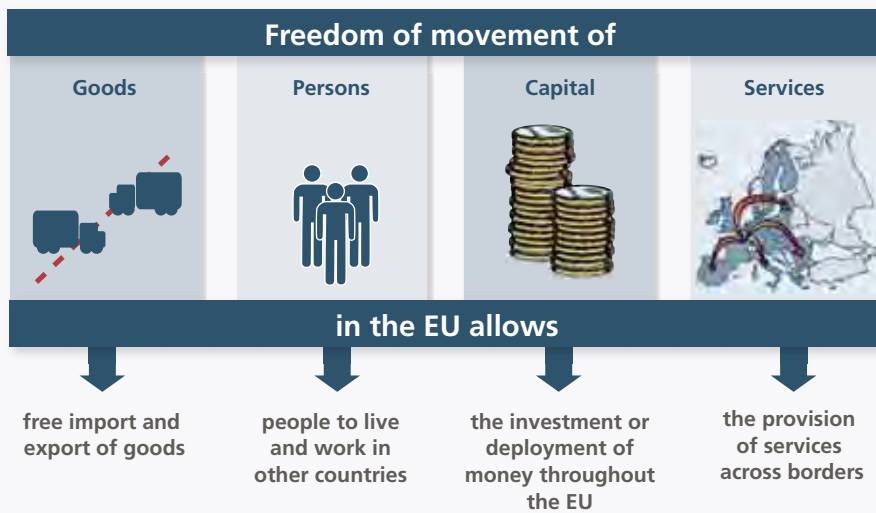 Freedom of movement of
Goods
Persons
Capital
Services
in the EU allows
free import and
export of goods
people to live
and work in
other countries
the investment or
deployment of
money throughout
the EU
the provision
of services
across borders